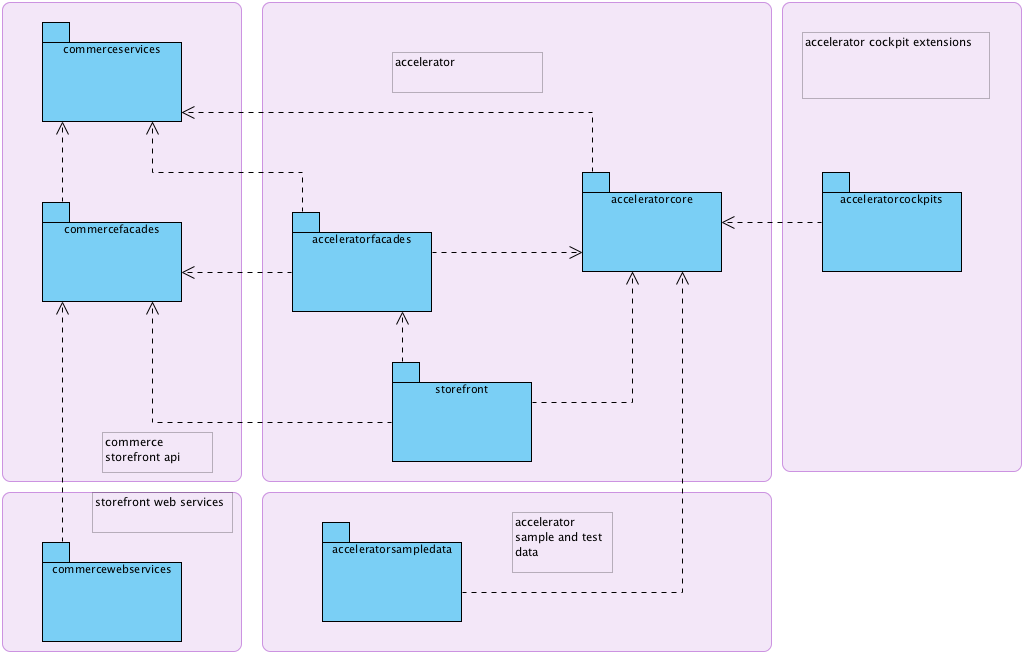 commerceservices
commercefacades
commerce
storefront api
accelerator
acceleratorfacades
acceleratorcore
storefront
accelerator cockpit extensions
acceleratorcockpits
storefront web services
commercewebservices
acceleratorsampledata
accelerator
sample and test
data